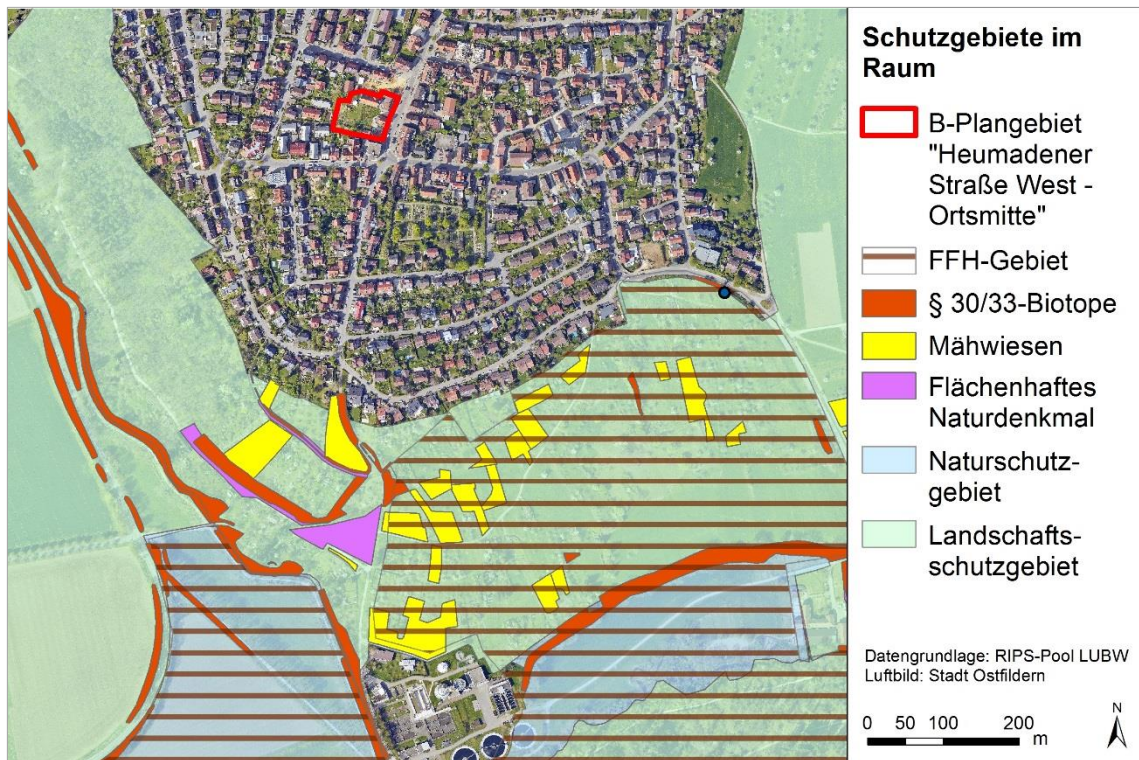 Schutzgebiete im
Raum
B-Plangebiet
"Heumadener
Straße West -
Ortsmitte"
FFH-Gebiet
§ 30/33-Biotope
Mähwiesen
Flächenhaftes
Naturdenkmal
Naturschutz-
gebiet
Landschafts-
schutzgebiet
Datengrundlage: RIPS-Pool LUBW
Luftbild: Stadt Ostfildern
0 50 100 200
m
N